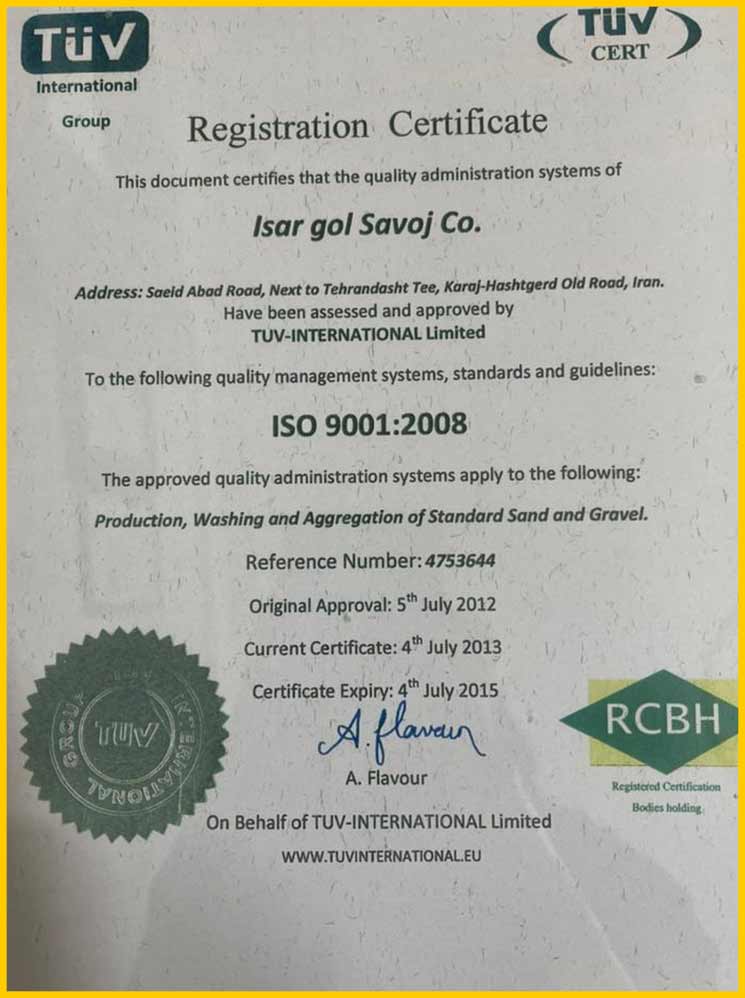 TÜV
International
Group
TÜV
CERT
Registration Certificate
This document certifies that the quality administration systems of
Isar gol Savoj Co.
Address: Saeid Abad Road, Next to Tehrandasht Tee, Karaj-Hashtgerd Old Road, Iran.
Have been assessed and approved by
TUV-INTERNATIONAL Limited
To the following quality management systems, standards and guidelines:
ISO 9001:2008
The approved quality administration systems apply to the following:
Production, Washing and Aggregation of Standard Sand and Gravel.
Reference Number: 4753644
Original Approval: 5th July 2012
Current Certificate: 4th July 2013
Certificate Expiry: 4th July 2015
A. flavour
A. Flavour
On Behalf of TUV-INTERNATIONAL Limited
WWW.TUVINTERNATIONAL.EU
TUV
INTERNATIONAL GROUP
RCBH
Registered Certification
Bodies holding